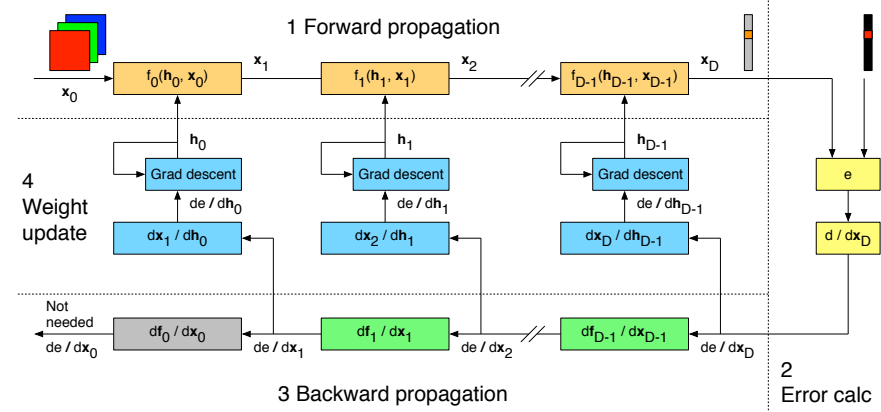 1 Forward propagation
x0
f0(h0, x0)
x1
f1(h1, x1)
x2
fD-1(hD-1, xD-1)
xD
h0
h1
hD-1
Grad descent
Grad descent
Grad descent
e
4
Weight
update
de / dh0
de / dh1
de / dhD-1
dx1 / dh0
dx2 / dh1
dxD / dhD-1
d / dxD
Not
needed
de / dx0
df0 / dx0
de / dx1
df1 / dx1
de / dx2
dfD-1 / dxD-1
de / dxD
3 Backward propagation
2
Error calc